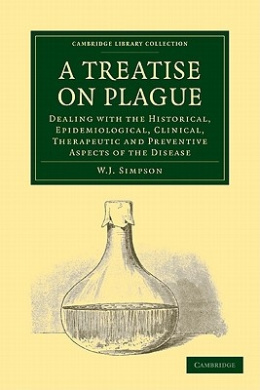 CAMBRIDGE LIBRARY COLLECTION
A TREATISE
ON PLAGUE
Dealing with the Historical,
Epidemiological, Clinical,
Therapeutic and Preventive
Aspects of the Disease
W.J. Simpson
CAMBRIDGE